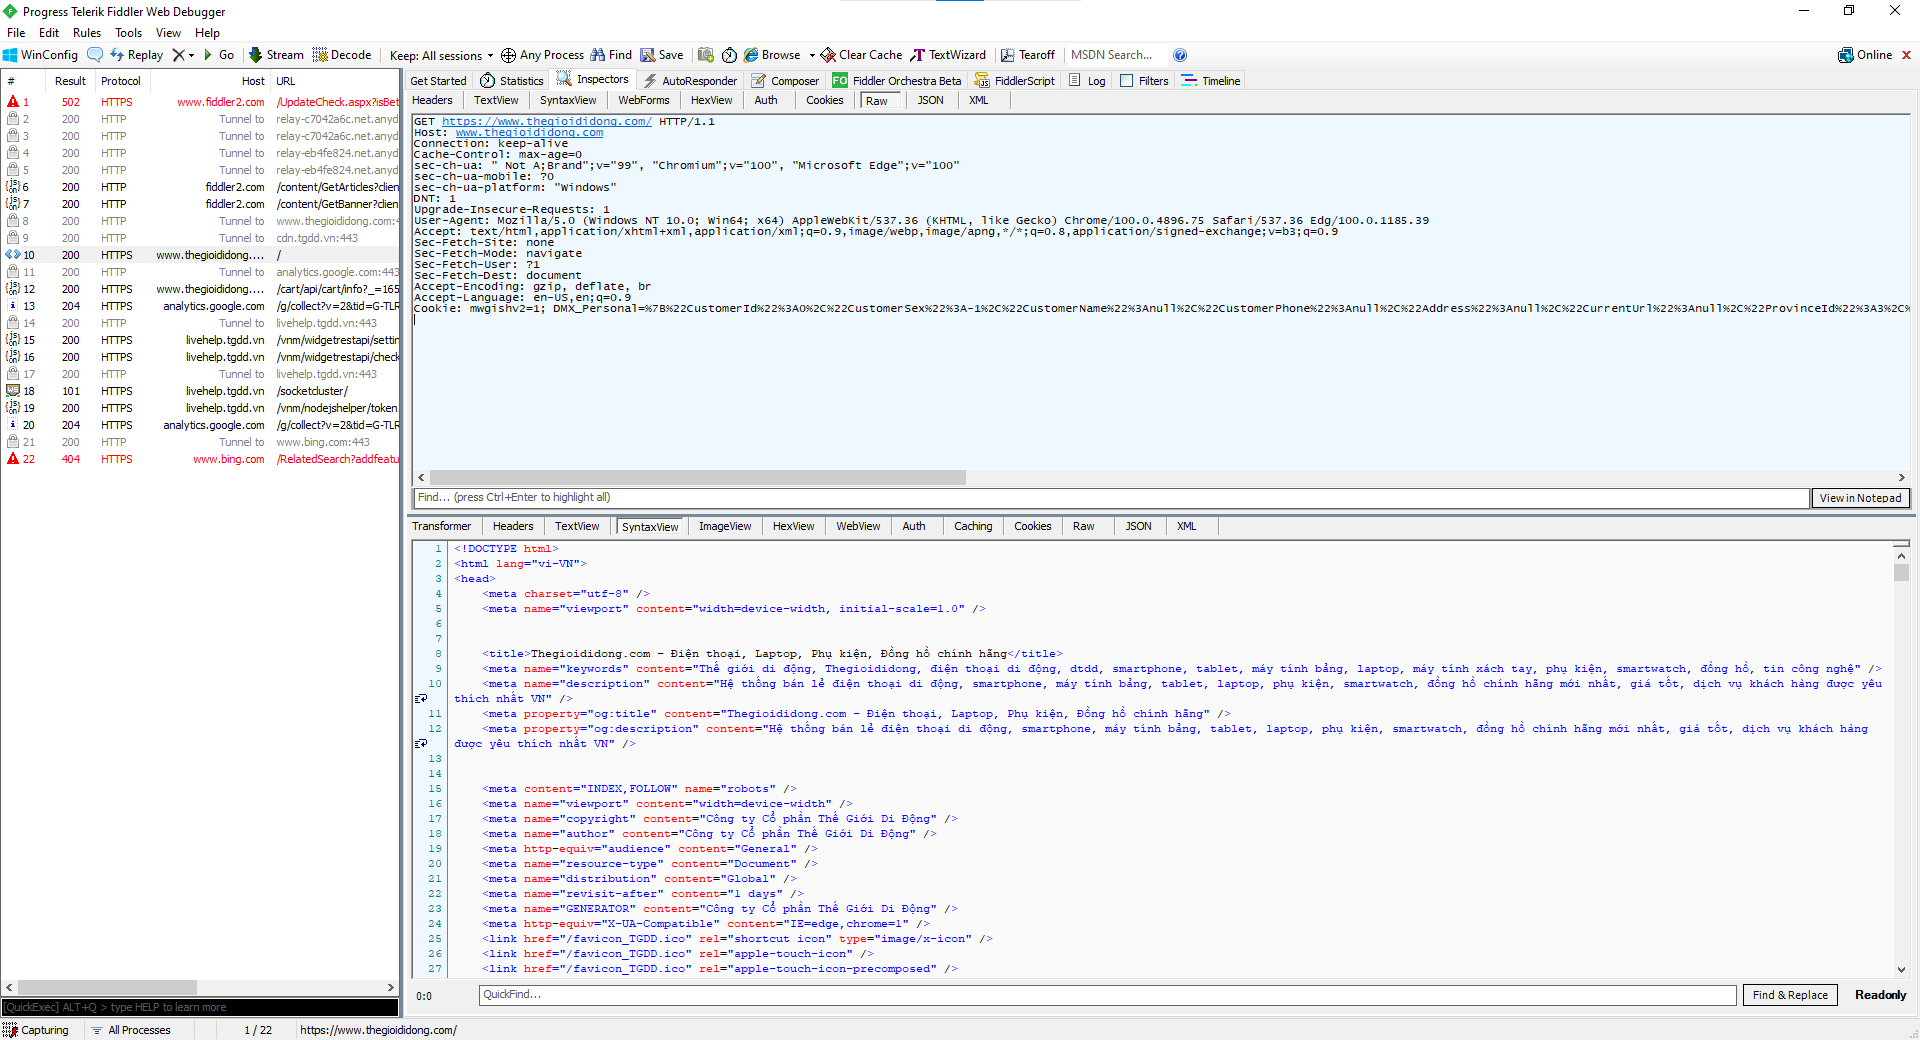 Progress Telerik Fiddler Web Debugger
File Edit Rules Tools View Help
WinConfig Replay Go Stream Decode Keep: All sessions Any Process Find Save Browse Clear Cache TextWizard Tearoff MSDN Search... Online
# Result Protocol Host URL
1 502 HTTPS www.fiddler2.com /UpdateCheck.aspx?isBet
2 200 HTTP Tunnel to relay-c7042a6c.net.anyd
3 200 HTTP Tunnel to relay-c7042a6c.net.anyd
4 200 HTTP Tunnel to relay-eb4fe824.net.anyd
5 200 HTTP Tunnel to relay-eb4fe824.net.anyd
6 200 HTTP fiddler2.com /content/GetArticles?clien
7 200 HTTP fiddler2.com /content/GetBanner?clien
8 200 HTTP Tunnel to www.thegioididong.com:4
9 200 HTTP Tunnel to cdn.tgdd.vn:443
10 200 HTTPS www.thegioididong.... /
11 200 HTTP Tunnel to analytics.google.com:443
12 200 HTTPS www.thegioididong.... /cart/api/cart/info?_=165
13 204 HTTPS analytics.google.com /g/collect?v=2&tid=G-TLR
14 200 HTTP Tunnel to livehelp.tgdd.vn:443
15 200 HTTPS livehelp.tgdd.vn /vnm/widgetrestapi/settin
16 200 HTTPS livehelp.tgdd.vn /vnm/widgetrestapi/check
17 200 HTTP Tunnel to livehelp.tgdd.vn:443
18 101 HTTPS livehelp.tgdd.vn /socketcluster/
19 200 HTTPS livehelp.tgdd.vn /vnm/nodejshelper/token
20 204 HTTPS analytics.google.com /g/collect?v=2&tid=G-TLR
21 200 HTTP Tunnel to www.bing.com:443
22 404 HTTPS www.bing.com /RelatedSearch?addfeatu
[QuickExec] ALT+Q > type HELP to learn more
Get Started Statistics Inspectors AutoResponder Composer FO Fiddler Orchestra Beta FiddlerScript Log Filters Timeline
Headers TextView SyntaxView WebForms HexView Auth Cookies Raw JSON XML
GET https://www.thegioididong.com/ HTTP/1.1
Host: www.thegioididong.com
Connection: keep-alive
Cache-Control: max-age=0
sec-ch-ua: " Not A;Brand";v="99", "Chromium";v="100", "Microsoft Edge";v="100"
sec-ch-ua-mobile: ?0
sec-ch-ua-platform: "Windows"
DNT: 1
Upgrade-Insecure-Requests: 1
User-Agent: Mozilla/5.0 (Windows NT 10.0; Win64; x64) AppleWebKit/537.36 (KHTML, like Gecko) Chrome/100.0.4896.75 Safari/537.36 Edg/100.0.1185.39
Accept: text/html,application/xhtml+xml,application/xml;q=0.9,image/webp,image/apng,*/*;q=0.8,application/signed-exchange;v=b3;q=0.9
Sec-Fetch-Site: none
Sec-Fetch-Mode: navigate
Sec-Fetch-User: ?1
Sec-Fetch-Dest: document
Accept-Encoding: gzip, deflate, br
Accept-Language: en-US,en;q=0.9
Cookie: mwgishv2=1; DMX_Personal=%7B%22CustomerId%22%3A0%2C%22CustomerSex%22%3A-1%2C%22CustomerName%22%3Anull%2C%22CustomerPhone%22%3Anull%2C%22Address%22%3Anull%2C%22CurrentUrl%22%3Anull%2C%22ProvinceId%22%3A3%2C%
Find... (press Ctrl+Enter to highlight all) View in Notepad
Transformer Headers TextView SyntaxView ImageView HexView WebView Auth Caching Cookies Raw JSON XML
1 <!DOCTYPE html>
2 <html lang="vi-VN">
3 <head>
4 <meta charset="utf-8" />
5 <meta name="viewport" content="width=device-width, initial-scale=1.0" />
6
7
8 <title>Thegioididong.com - Điện thoại, Laptop, Phụ kiện, Đồng hồ chính hãng</title>
9 <meta name="keywords" content="Thế giới di động, Thegioididong, điện thoại di động, dtdd, smartphone, tablet, máy tính bảng, laptop, máy tính xách tay, phụ kiện, smartwatch, đồng hồ, tin công nghệ" />
10 <meta name="description" content="Hệ thống bán lẻ điện thoại di động, smartphone, máy tính bảng, tablet, laptop, phụ kiện, smartwatch, đồng hồ chính hãng mới nhất, giá tốt, dịch vụ khách hàng được yêu
thích nhất VN" />
11 <meta property="og:title" content="Thegioididong.com - Điện thoại, Laptop, Phụ kiện, Đồng hồ chính hãng" />
12 <meta property="og:description" content="Hệ thống bán lẻ điện thoại di động, smartphone, máy tính bảng, tablet, laptop, phụ kiện, smartwatch, đồng hồ chính hãng mới nhất, giá tốt, dịch vụ khách hàng
được yêu thích nhất VN" />
13
14
15 <meta content="INDEX,FOLLOW" name="robots" />
16 <meta name="viewport" content="width=device-width" />
17 <meta name="copyright" content="Công ty Cổ phần Thế Giới Di Động" />
18 <meta name="author" content="Công ty Cổ phần Thế Giới Di Động" />
19 <meta http-equiv="audience" content="General" />
20 <meta name="resource-type" content="Document" />
21 <meta name="distribution" content="Global" />
22 <meta name="revisit-after" content="1 days" />
23 <meta name="GENERATOR" content="Công ty Cổ phần Thế Giới Di Động" />
24 <meta http-equiv="X-UA-Compatible" content="IE=edge,chrome=1" />
25 <link href="/favicon_TGDD.ico" rel="shortcut icon" type="image/x-icon" />
26 <link href="/favicon_TGDD.ico" rel="apple-touch-icon" />
27 <link href="/favicon_TGDD.ico" rel="apple-touch-icon-precomposed" />
0:0 QuickFind... Find & Replace Readonly
Capturing All Processes 1 / 22 https://www.thegioididong.com/